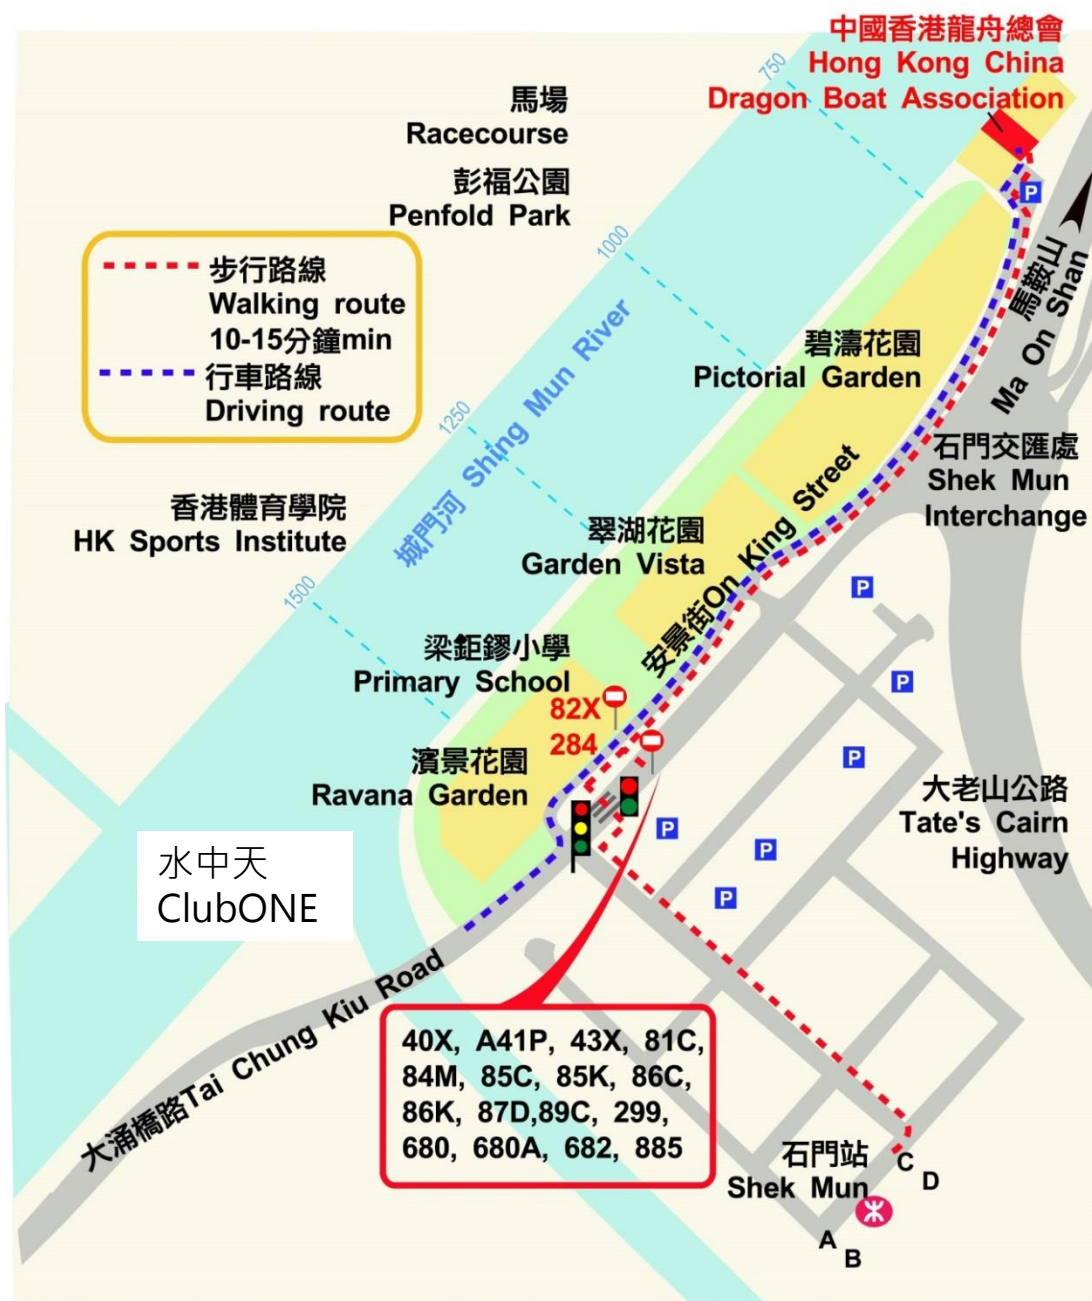 中國香港龍舟總會
Hong Kong China
Dragon Boat Association
750
馬場
Racecourse
彭福公園
Penfold Park
P
1000
步行路線
Walking route
10-15分鐘min
行車路線
Driving route
馬鞍山
Ma On Shan
碧濤花園
Pictorial Garden
城門河 Shing Mun River
1250
石門交匯處
Shek Mun
Interchange
香港體育學院
HK Sports Institute
翠湖花園
Garden Vista
安景街On King Street
1500
P
梁鉅鏐小學
Primary School
P
82X
284
濱景花園
Ravana Garden
P
大老山公路
Tate's Cairn
Highway
P
P
P
水中天
ClubONE
大涌橋路Tai Chung Kiu Road
40X, A41P, 43X, 81C,
84M, 85C, 85K, 86C,
86K, 87D,89C, 299,
680, 680A, 682, 885
石門站
Shek Mun
C
D
A
B